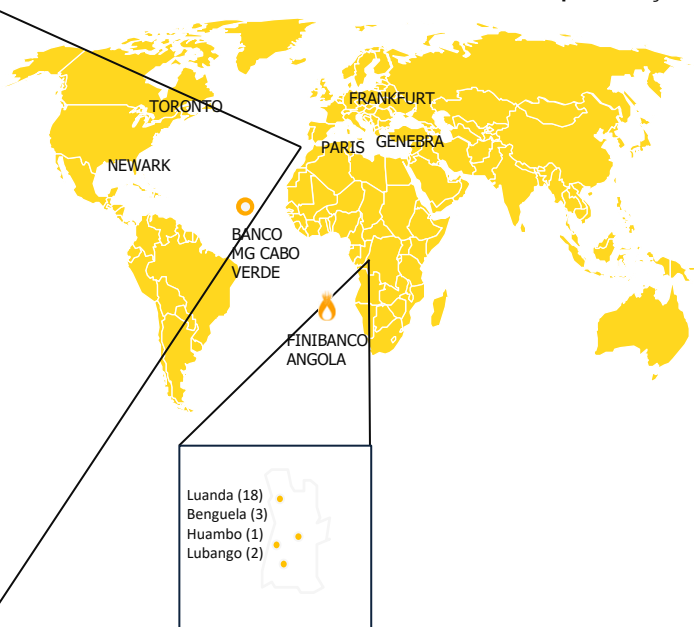 TORONTO
FRANKFURT
PARIS
GENEBRA
NEWARK
BANCO
MG CABO
VERDE
FINIBANCO
ANGOLA
Luanda (18)
Benguela (3)
Huambo (1)
Lubango (2)